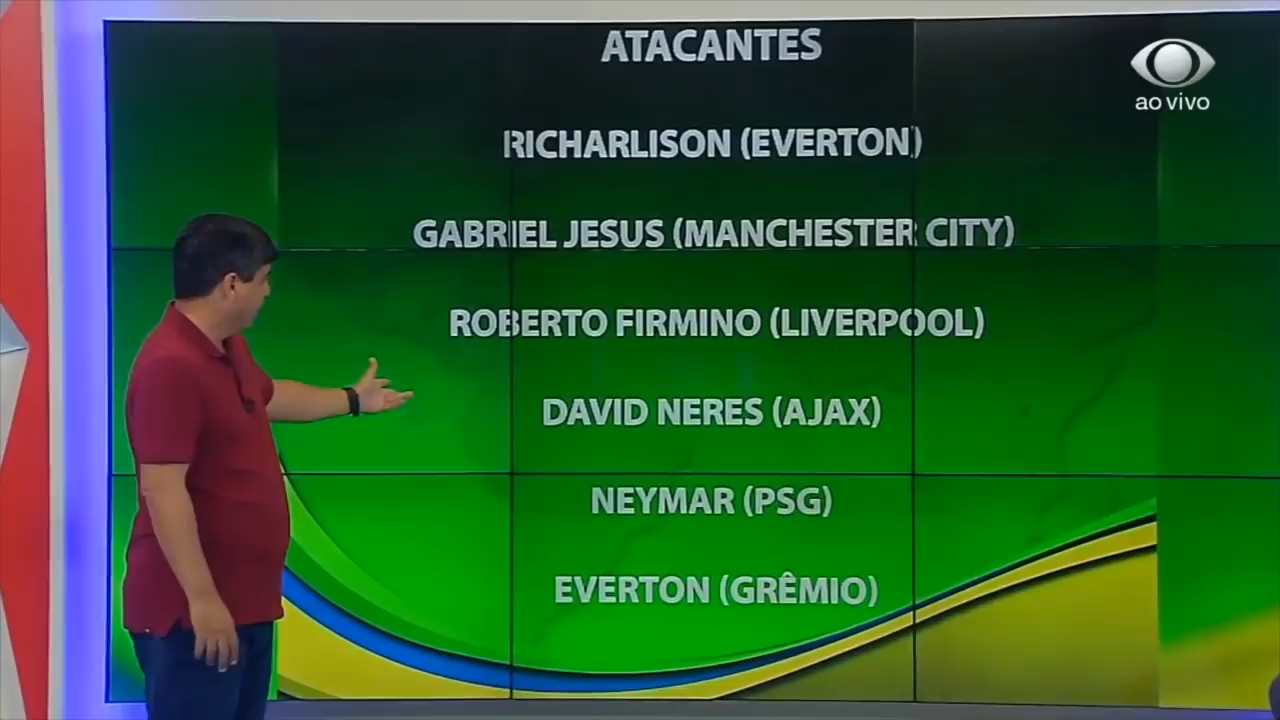 ATACANTES
ao vivo
RICHARLISON (EVERTON)
GABRIEL JESUS (MANCHESTER CITY)
ROBERTO FIRMINO (LIVERPOOL)
DAVID NERES (AJAX)
NEYMAR (PSG)
EVERTON (GRÊMIO)